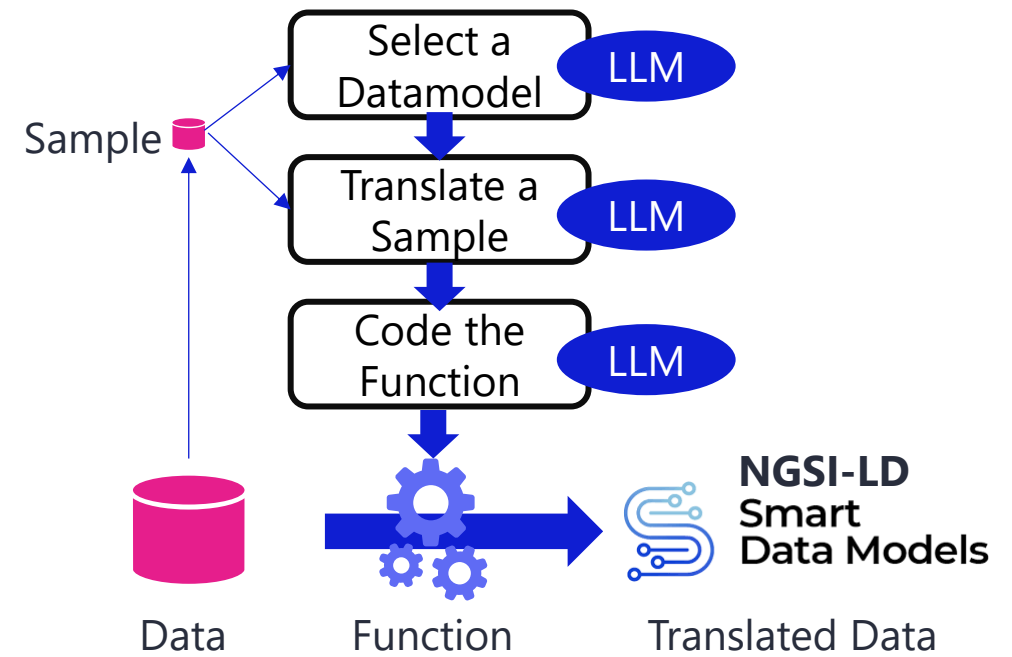 Select a
Datamodel
LLM
Sample
Translate a
Sample
LLM
Code the
Function
LLM
NGSI-LD
Smart
Data Models
Data
Function
Translated Data